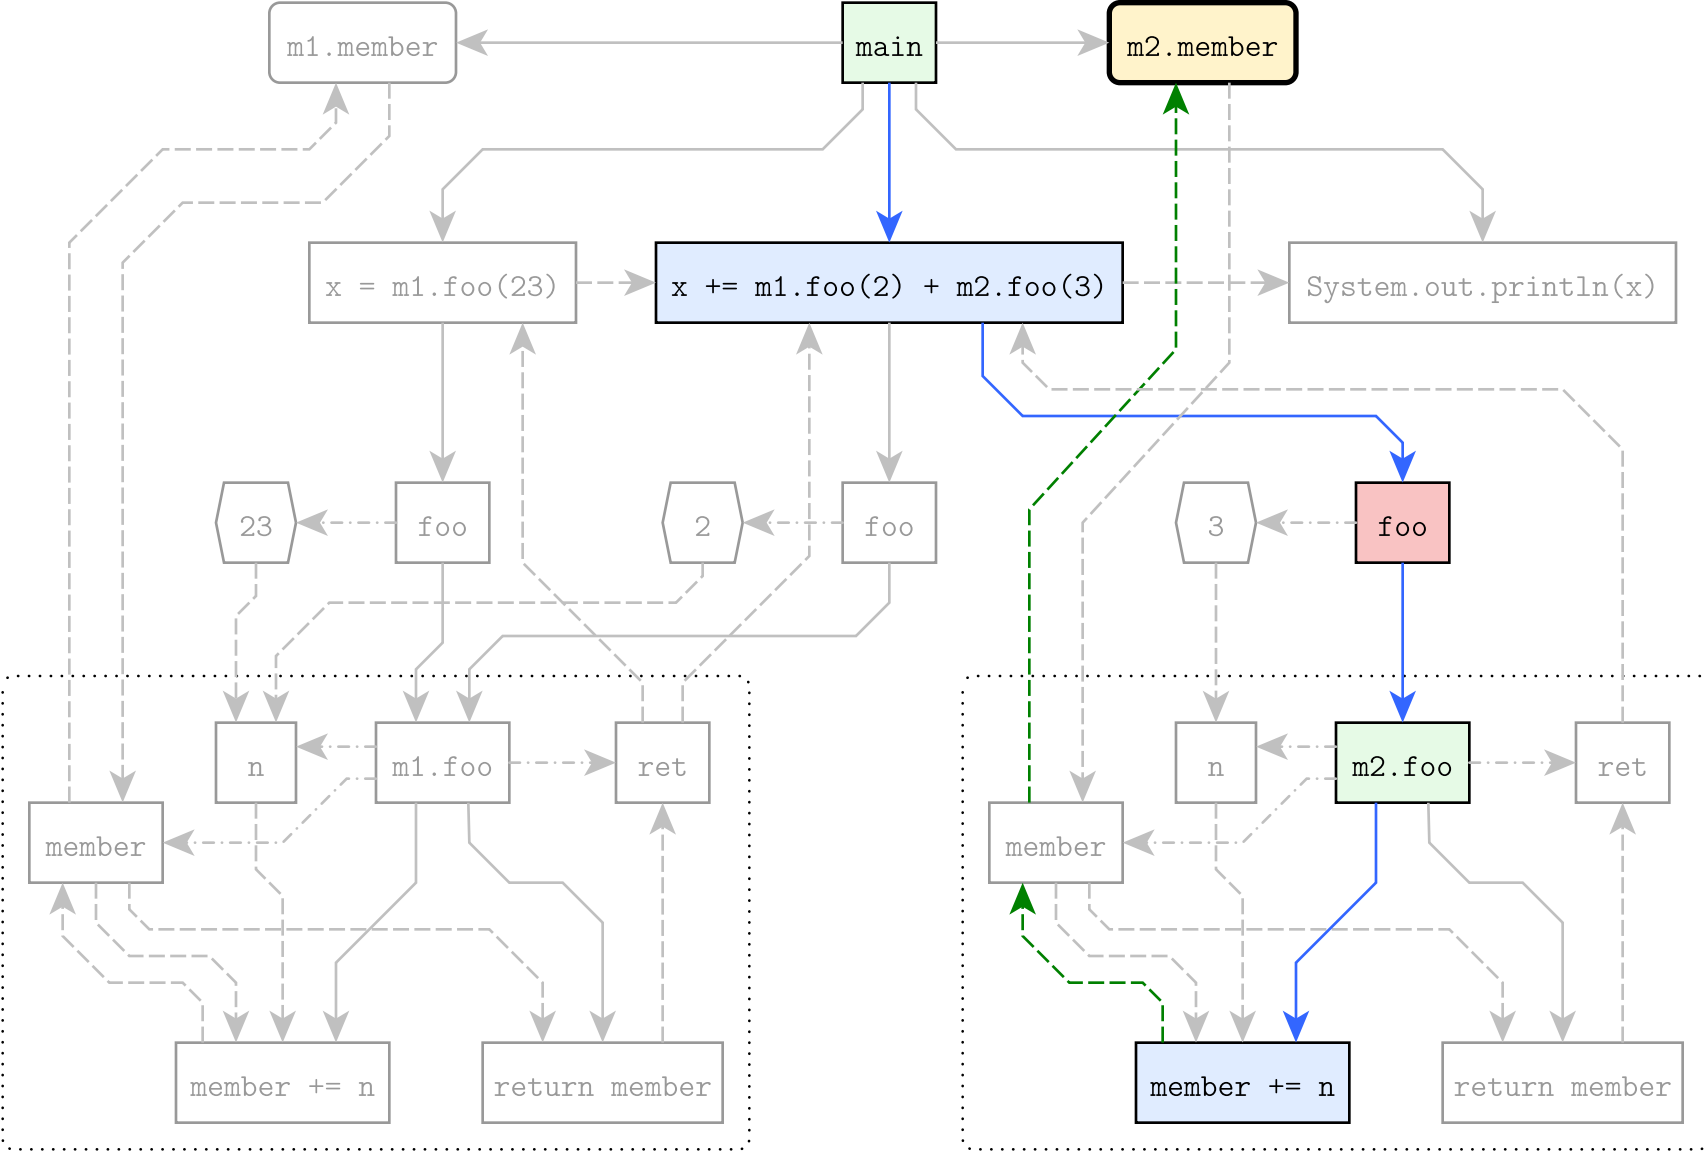 m1.member
main
m2.member
x = m1.foo(23)
x += m1.foo(2) + m2.foo(3)
System.out.println(x)
23
foo
2
foo
3
foo
n
m1.foo
ret
n
m2.foo
ret
member
member
member += n
return member
member += n
return member